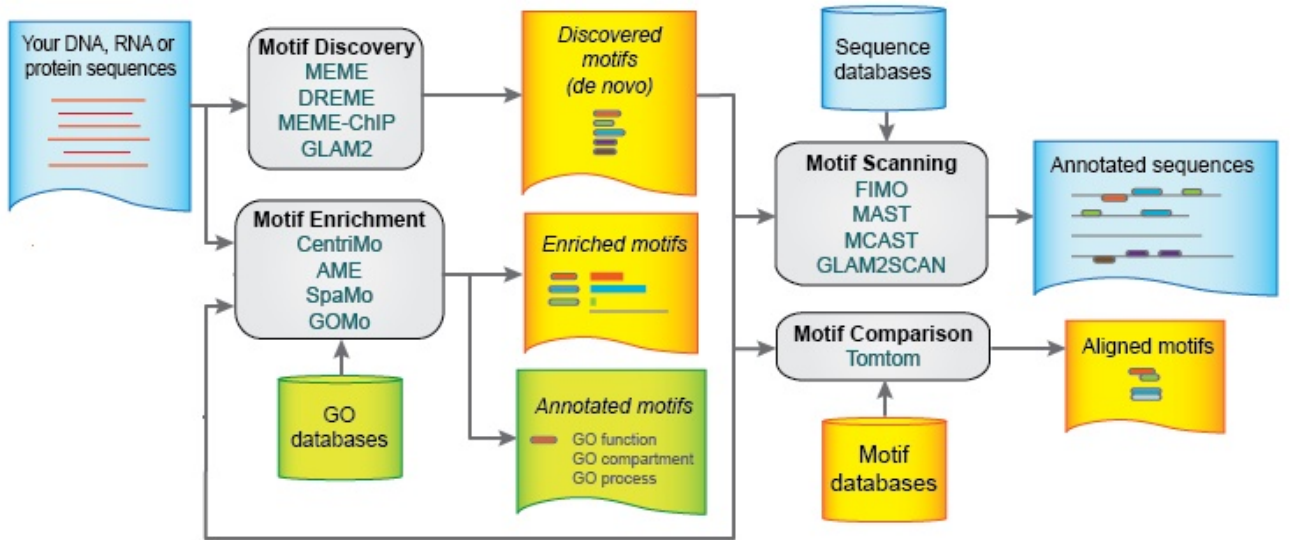 Your DNA, RNA or
protein sequences
Motif Discovery
MEME
DREME
MEME-ChIP
GLAM2
Discovered
motifs
(de novo)
Sequence
databases
Motif Scanning
FIMO
MAST
MCAST
GLAM2SCAN
Annotated sequences
Motif Enrichment
CentriMo
AME
SpaMo
GOMo
Enriched motifs
Motif Comparison
Tomtom
Aligned motifs
GO
databases
Annotated motifs
GO function
GO compartment
GO process
Motif
databases